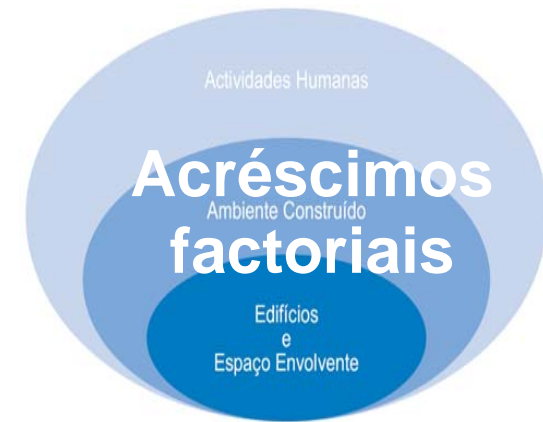 Actividades Humanas
Acréscimos
Ambiente Construído
factoriais
Edifícios
e
Espaço Envolvente